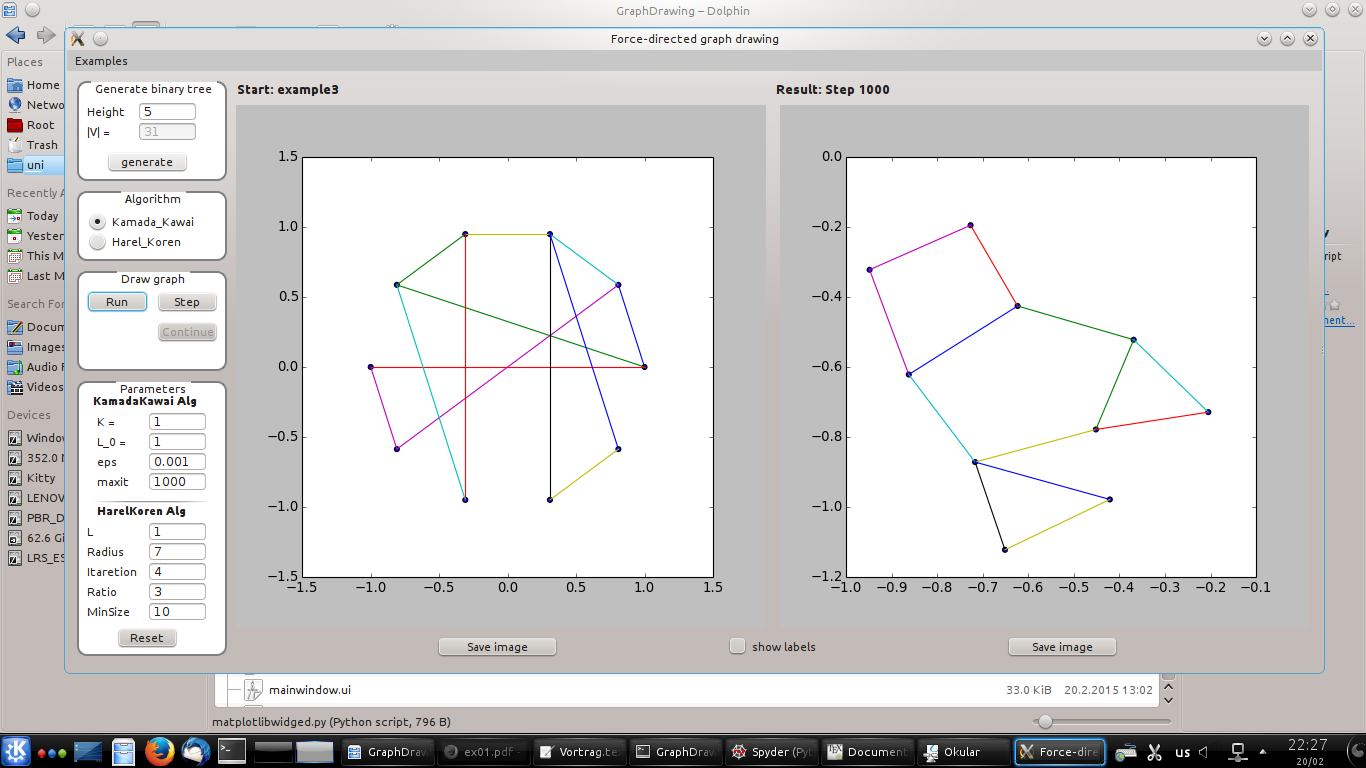 GraphDrawing – Dolphin
Force-directed graph drawing
Examples
Places
Home
Netwo
Root
Trash
uni
Recently A
Today
Yester
This M
Last M
Search For
Docum
Images
Audio F
Videos
Devices
Window
352.0
Kitty
LENOV
PBR_D
62.6 Gi
LRS_ES
Generate binary tree
Height 5
|V| = 31
generate
Algorithm
Kamada_Kawai
Harel_Koren
Draw graph
Run Step
Continue
Parameters
KamadaKawai Alg
K = 1
L_0 = 1
eps 0.001
maxit 1000
HarelKoren Alg
L 1
Radius 7
Itaretion 4
Ratio 3
MinSize 10
Reset
Start: example3
1.5
1.0
0.5
0.0
−0.5
−1.0
−1.5
−1.5 −1.0 −0.5 0.0 0.5 1.0 1.5
Save image
show labels
Result: Step 1000
0.0
−0.2
−0.4
−0.6
−0.8
−1.0
−1.2
−1.0 −0.9 −0.8 −0.7 −0.6 −0.5 −0.4 −0.3 −0.2 −0.1
Save image
ript
ment...
mainwindow.ui 33.0 KiB 20.2.2015 13:02
matplotlibwidged.py (Python script, 796 B)
GraphDraw ex01.pdf - Vortrag.te GraphDraw Spyder (Py Document Okular Force-dire us 22:27
20/02